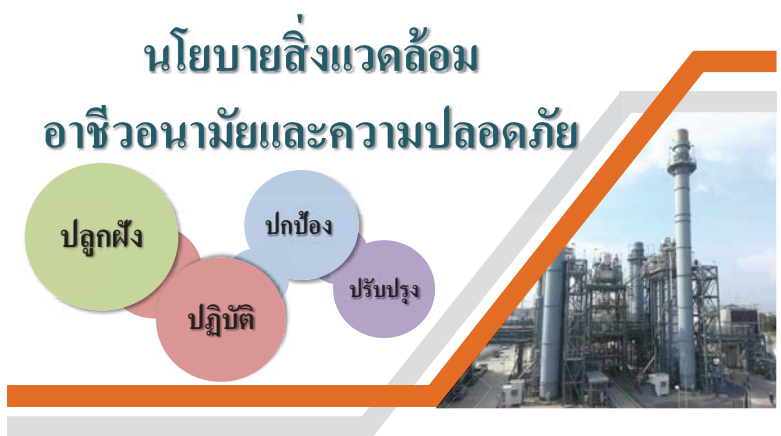 นโยบายสิ่งแวดล้อม
อาชีวอนามัยและความปลอดภัย
ปลูกฝัง
ปฏิบัติ
ปกป้อง
ปรับปรุง